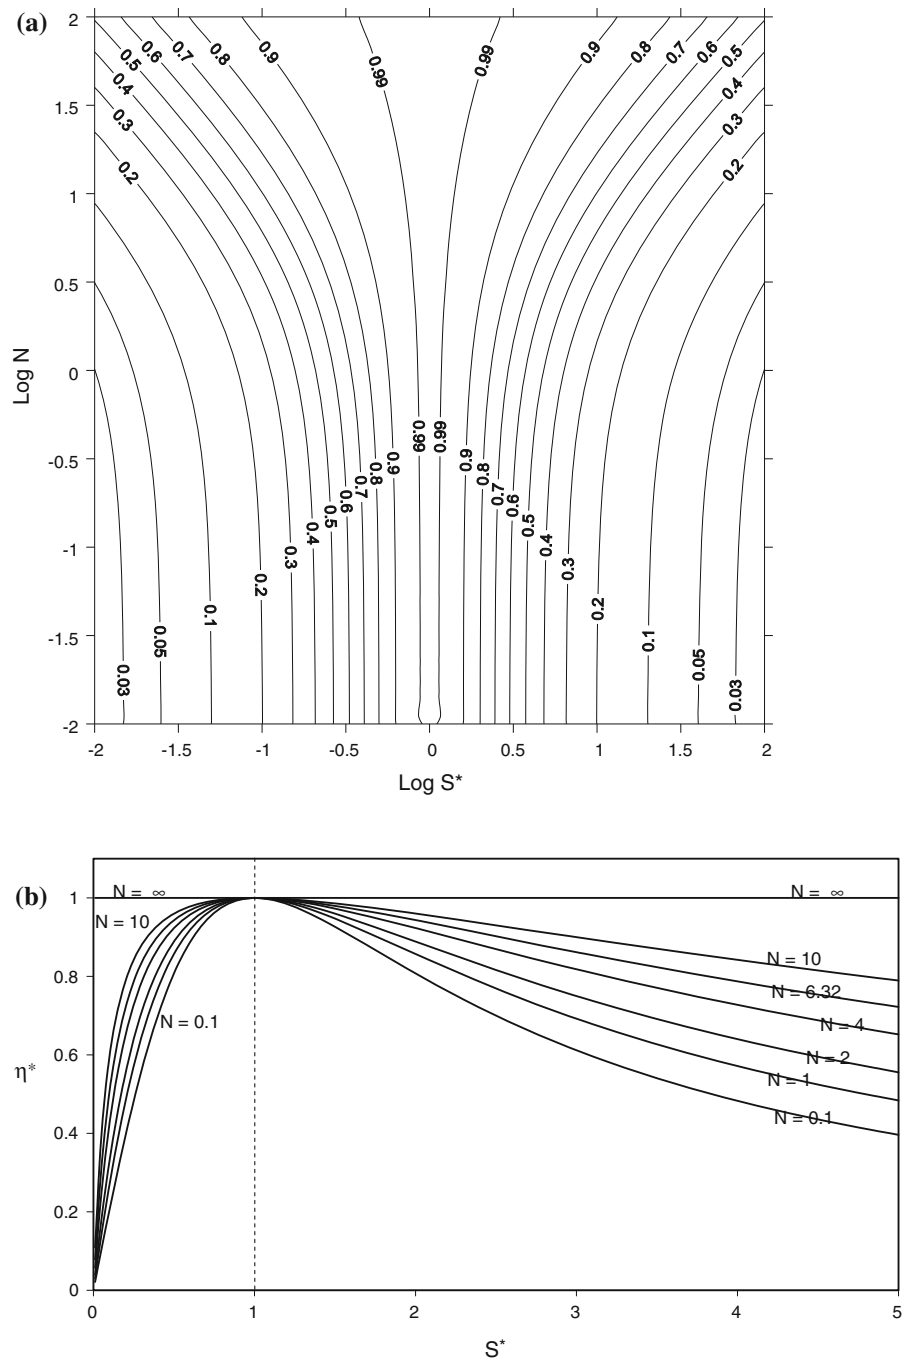 (a)
2
1.5
1
0.5
0
-0.5
-1
-1.5
-2
Log N
0.5 0.6 0.7 0.8 0.9 0.99 0.99 0.9 0.8 0.7 0.6 0.5
0.4 0.4
0.3 0.3
0.2 0.2
0.99 0.99
0.9 0.9
0.8 0.8
0.7 0.7
0.6 0.6
0.5 0.5
0.4 0.4
0.3 0.3
0.2 0.2
0.1 0.1
0.05 0.05
0.03 0.03
-2 -1.5 -1 -0.5 0 0.5 1 1.5 2
Log S*
(b)
N = ∞ N = ∞
N = 10
N = 0.1
N = 10
N = 6.32
N = 4
N = 2
N = 1
N = 0.1
1
0.8
0.6
0.4
0.2
0
η*
0 1 2 3 4 5
S*